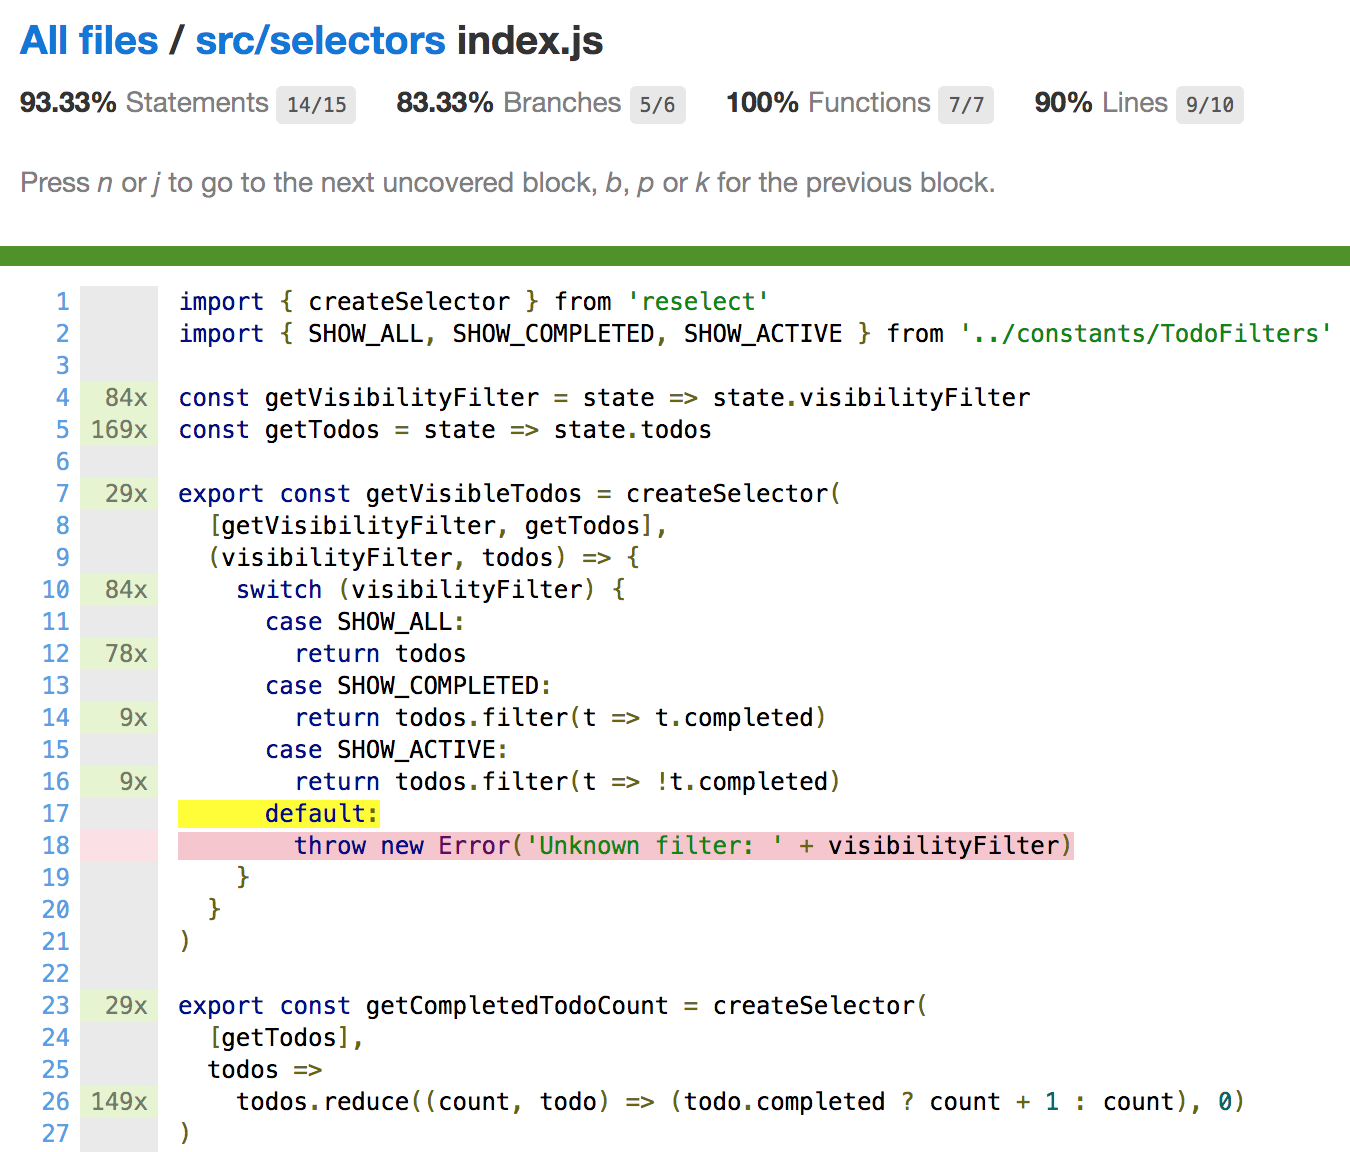 All files / src/selectors index.js
93.33% Statements 14/15 83.33% Branches 5/6 100% Functions 7/7 90% Lines 9/10
Press n or j to go to the next uncovered block, b, p or k for the previous block.
1 import { createSelector } from 'reselect'
2 import { SHOW_ALL, SHOW_COMPLETED, SHOW_ACTIVE } from '../constants/TodoFilters'
3
4 84x const getVisibilityFilter = state => state.visibilityFilter
5 169x const getTodos = state => state.todos
6
7 29x export const getVisibleTodos = createSelector(
8   [getVisibilityFilter, getTodos],
9   (visibilityFilter, todos) => {
10 84x     switch (visibilityFilter) {
11       case SHOW_ALL:
12 78x         return todos
13       case SHOW_COMPLETED:
14 9x         return todos.filter(t => t.completed)
15       case SHOW_ACTIVE:
16 9x         return todos.filter(t => !t.completed)
17       default:
18         throw new Error('Unknown filter: ' + visibilityFilter)
19     }
20   }
21 )
22
23 29x export const getCompletedTodoCount = createSelector(
24   [getTodos],
25   todos =>
26 149x     todos.reduce((count, todo) => (todo.completed ? count + 1 : count), 0)
27 )